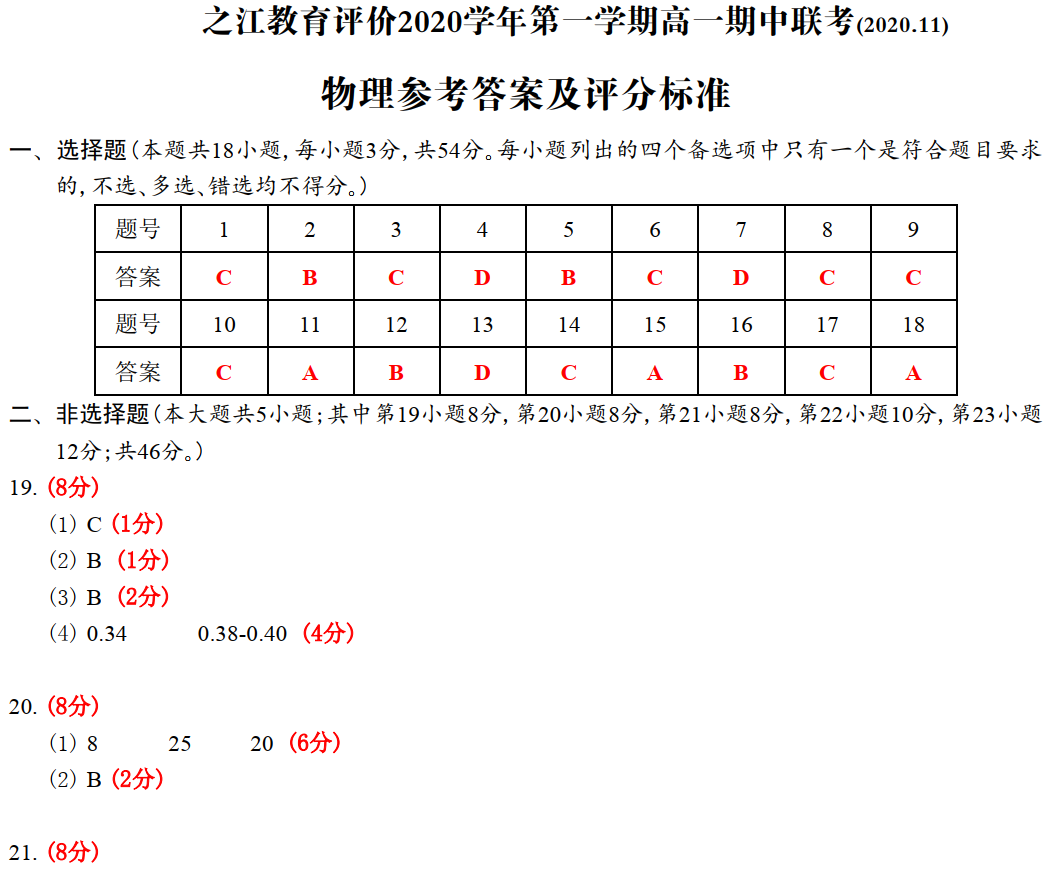 之江教育评价2020学年第一学期高一期中联考(2020.11)
物理参考答案及评分标准
一、选择题(本题共18小题,每小题3分,共54分。每小题列出的四个备选项中只有一个是符合题目要求
的,不选、多选、错选均不得分。)
题号 1 2 3 4 5 6 7 8 9
答案 C B C D B C D C C
题号 10 11 12 13 14 15 16 17 18
答案 C A B D C A B C A
二、非选择题(本大题共5小题;其中第19小题8分,第20小题8分,第21小题8分,第22小题10分,第23小题
12分;共46分。)
19. (8分)
(1) C (1分)
(2) B (1分)
(3) B (2分)
(4) 0.34 0.38-0.40 (4分)
20. (8分)
(1) 8 25 20 (6分)
(2) B (2分)
21. (8分)